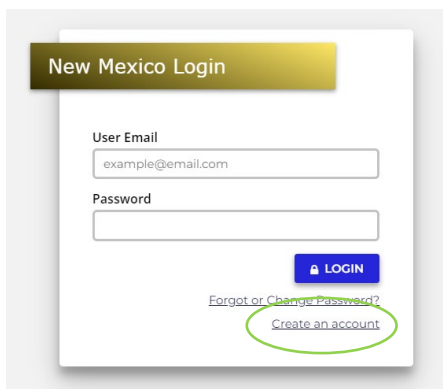 New Mexico Login
User Email
example@email.com
Password
LOGIN
Forgot or Change Password?
Create an account